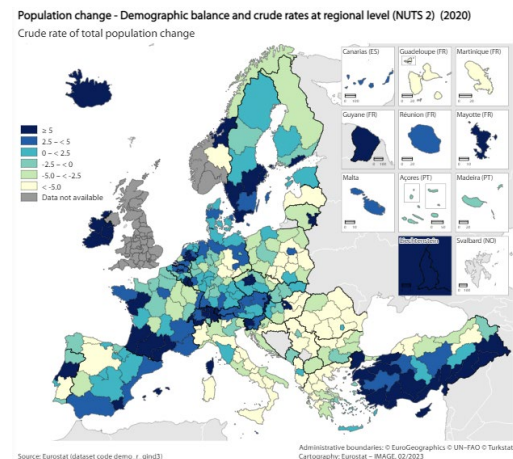 Population change - Demographic balance and crude rates at regional level (NUTS 2) (2020)
Crude rate of total population change
≥ 5
2.5 – < 5
0 – < 2.5
-2.5 – <0
-5.0 – < -2.5
< -5.0
Data not available
Canarias (ES)
Guadeloupe (FR)
Martinique (FR)
Guyane (FR)
Réunion (FR)
Mayotte (FR)
Malta
Açores (PT)
Madeira (PT)
Liechtenstein
Svalbard (NO)
Administrative boundaries: © EuroGeographics © UN–FAO © Turkstat
Source: Eurostat (dataset code demo_r_gind3)
Cartography: Eurostat – IMAGE, 02/2023